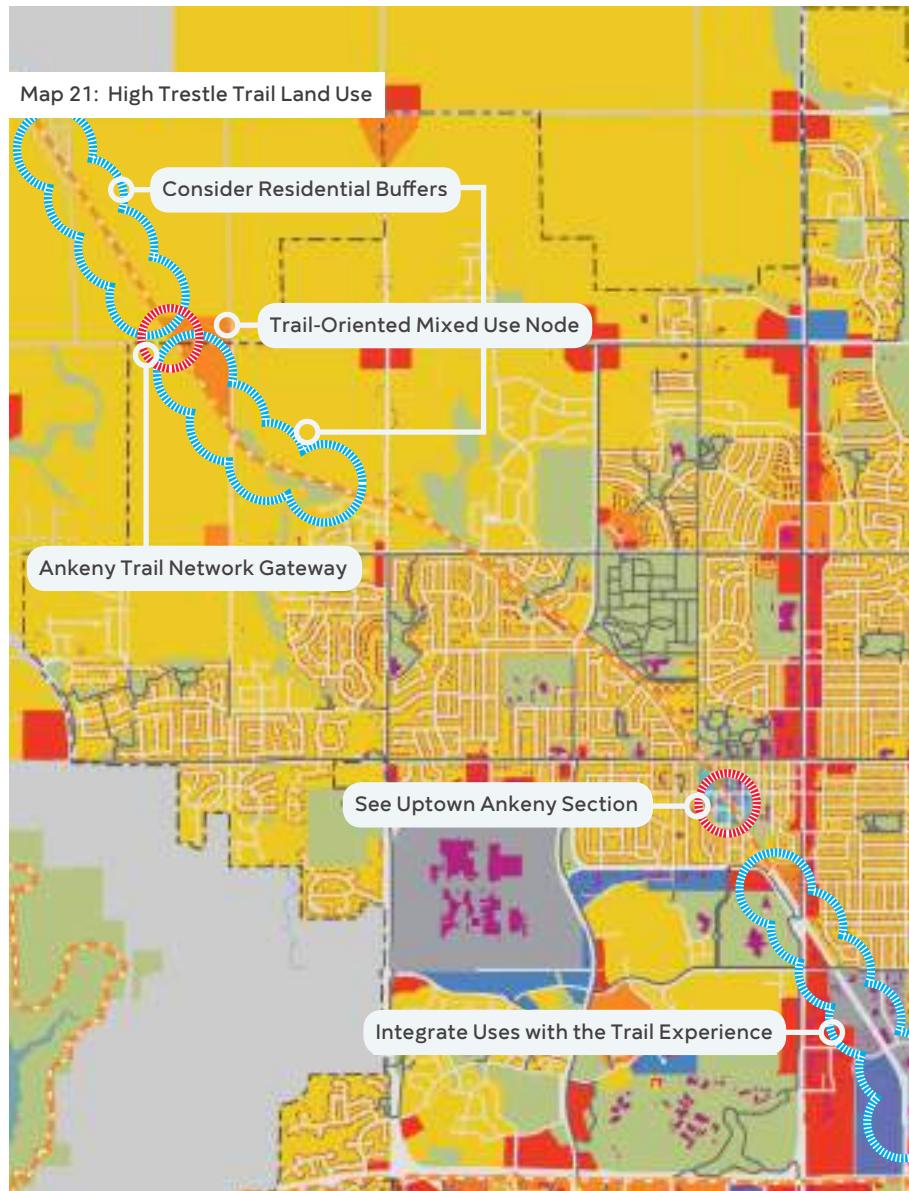 Map 21: High Trestle Trail Land Use
Consider Residential Buffers
Trail-Oriented Mixed Use Node
Ankeny Trail Network Gateway
See Uptown Ankeny Section
Integrate Uses with the Trail Experience